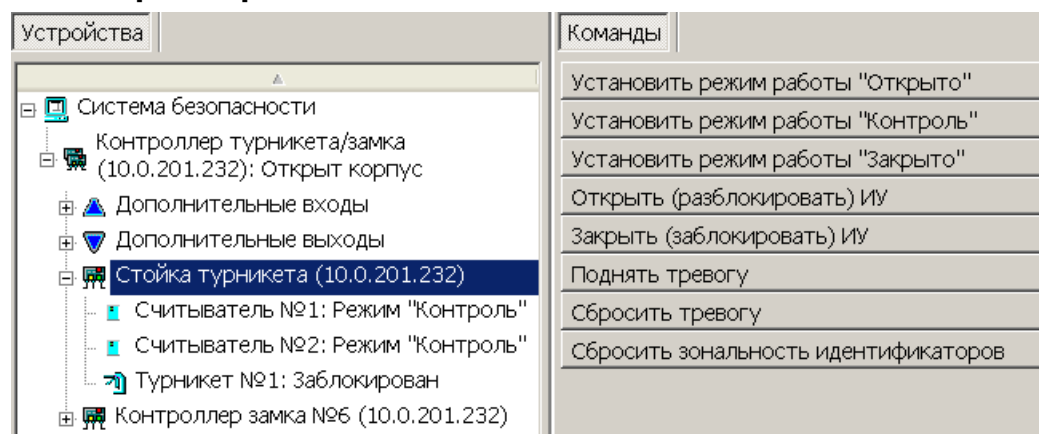 Устройства
Система безопасности
Контроллер турникета/замка
(10.0.201.232): Открыт корпус
Дополнительные входы
Дополнительные выходы
Стойка турникета (10.0.201.232)
Считыватель №1: Режим "Контроль"
Считыватель №2: Режим "Контроль"
Турникет №1: Заблокирован
Контроллер замка №6 (10.0.201.232)
Команды
Установить режим работы "Открыто"
Установить режим работы "Контроль"
Установить режим работы "Закрыто"
Открыть (разблокировать) ИУ
Закрыть (заблокировать) ИУ
Поднять тревогу
Сбросить тревогу
Сбросить зональность идентификаторов